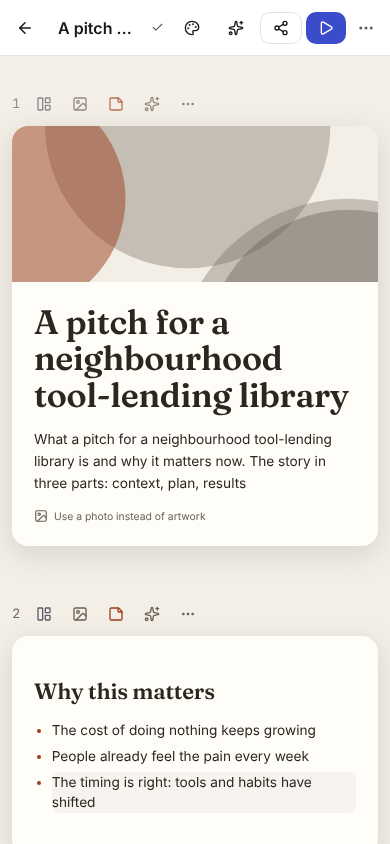 A pitch ...
1
A pitch for a
neighbourhood
tool-lending library
What a pitch for a neighbourhood tool-lending
library is and why it matters now. The story in
three parts: context, plan, results
Use a photo instead of artwork
2
Why this matters
• The cost of doing nothing keeps growing
• People already feel the pain every week
• The timing is right: tools and habits have
shifted